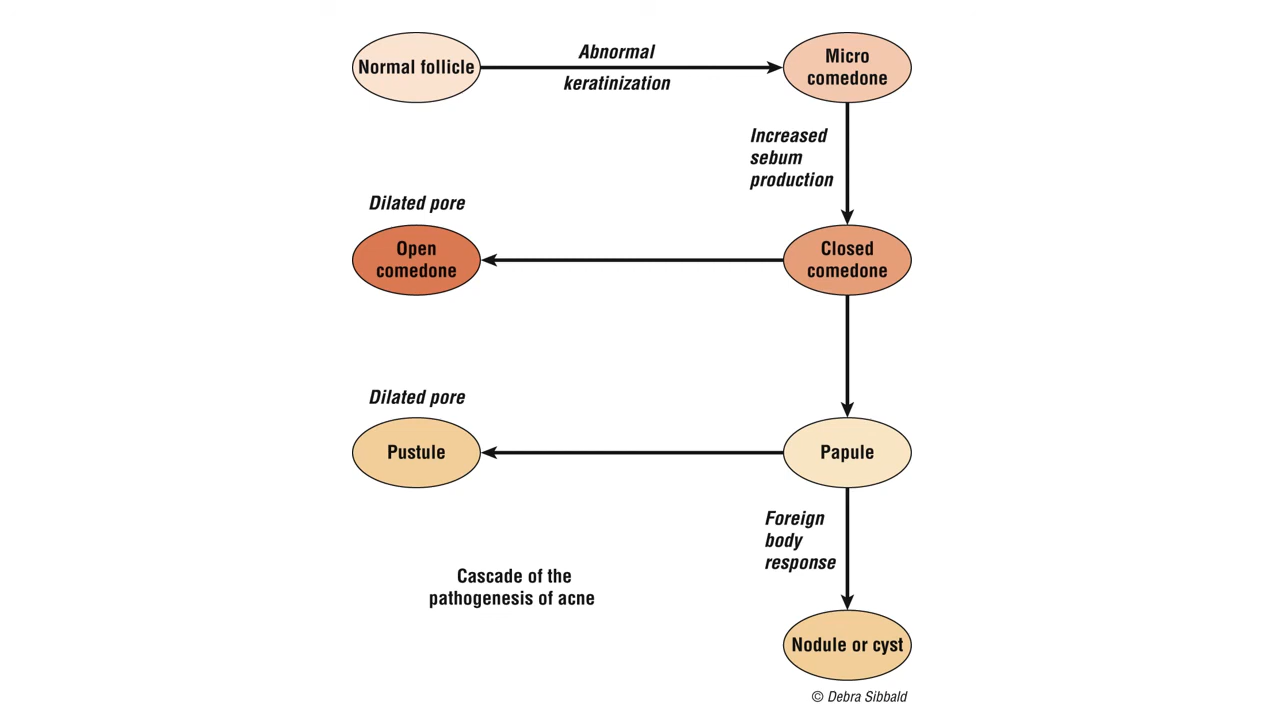 Normal follicle
Abnormal
keratinization
Micro
comedone
Increased
sebum
production
Dilated pore
Open
comedone
Closed
comedone
Dilated pore
Pustule
Papule
Foreign
body
response
Cascade of the
pathogenesis of acne
Nodule or cyst
© Debra Sibbald